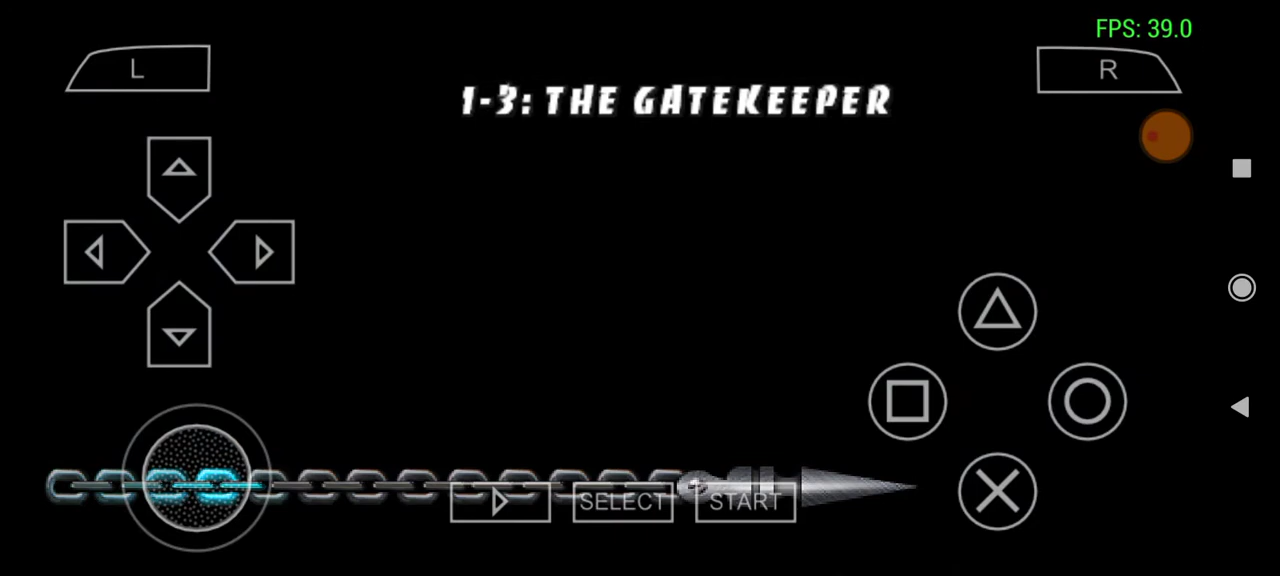 FPS: 39.0
L
R
1-3: THE GATEKEEPER
SELECT
START